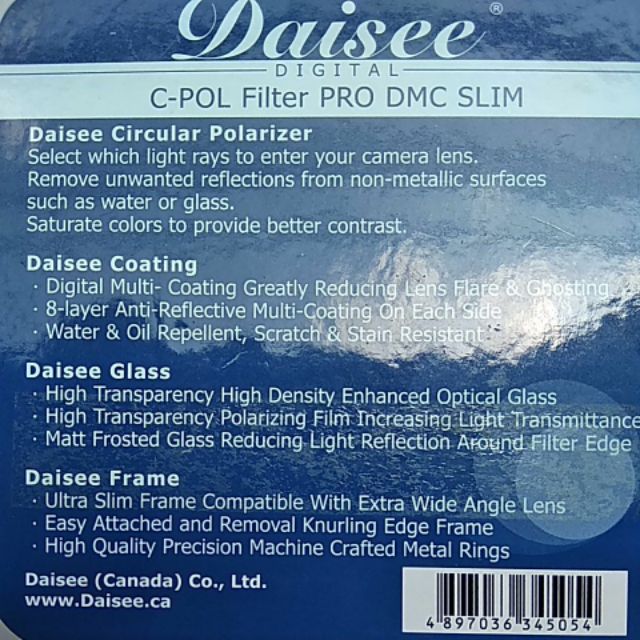 Daisee®
DIGITAL
C-POL Filter PRO DMC SLIM
Daisee Circular Polarizer
Select which light rays to enter your camera lens.
Remove unwanted reflections from non-metallic surfaces
such as water or glass.
Saturate colors to provide better contrast.
Daisee Coating
· Digital Multi- Coating Greatly Reducing Lens Flare & Ghosting
· 8-layer Anti-Reflective Multi-Coating On Each Side
· Water & Oil Repellent, Scratch & Stain Resistant
Daisee Glass
· High Transparency High Density Enhanced Optical Glass
· High Transparency Polarizing Film Increasing Light Transmittance
· Matt Frosted Glass Reducing Light Reflection Around Filter Edge
Daisee Frame
· Ultra Slim Frame Compatible With Extra Wide Angle Lens
· Easy Attached and Removal Knurling Edge Frame
· High Quality Precision Machine Crafted Metal Rings
Daisee (Canada) Co., Ltd.
www.Daisee.ca
4 897036 345054